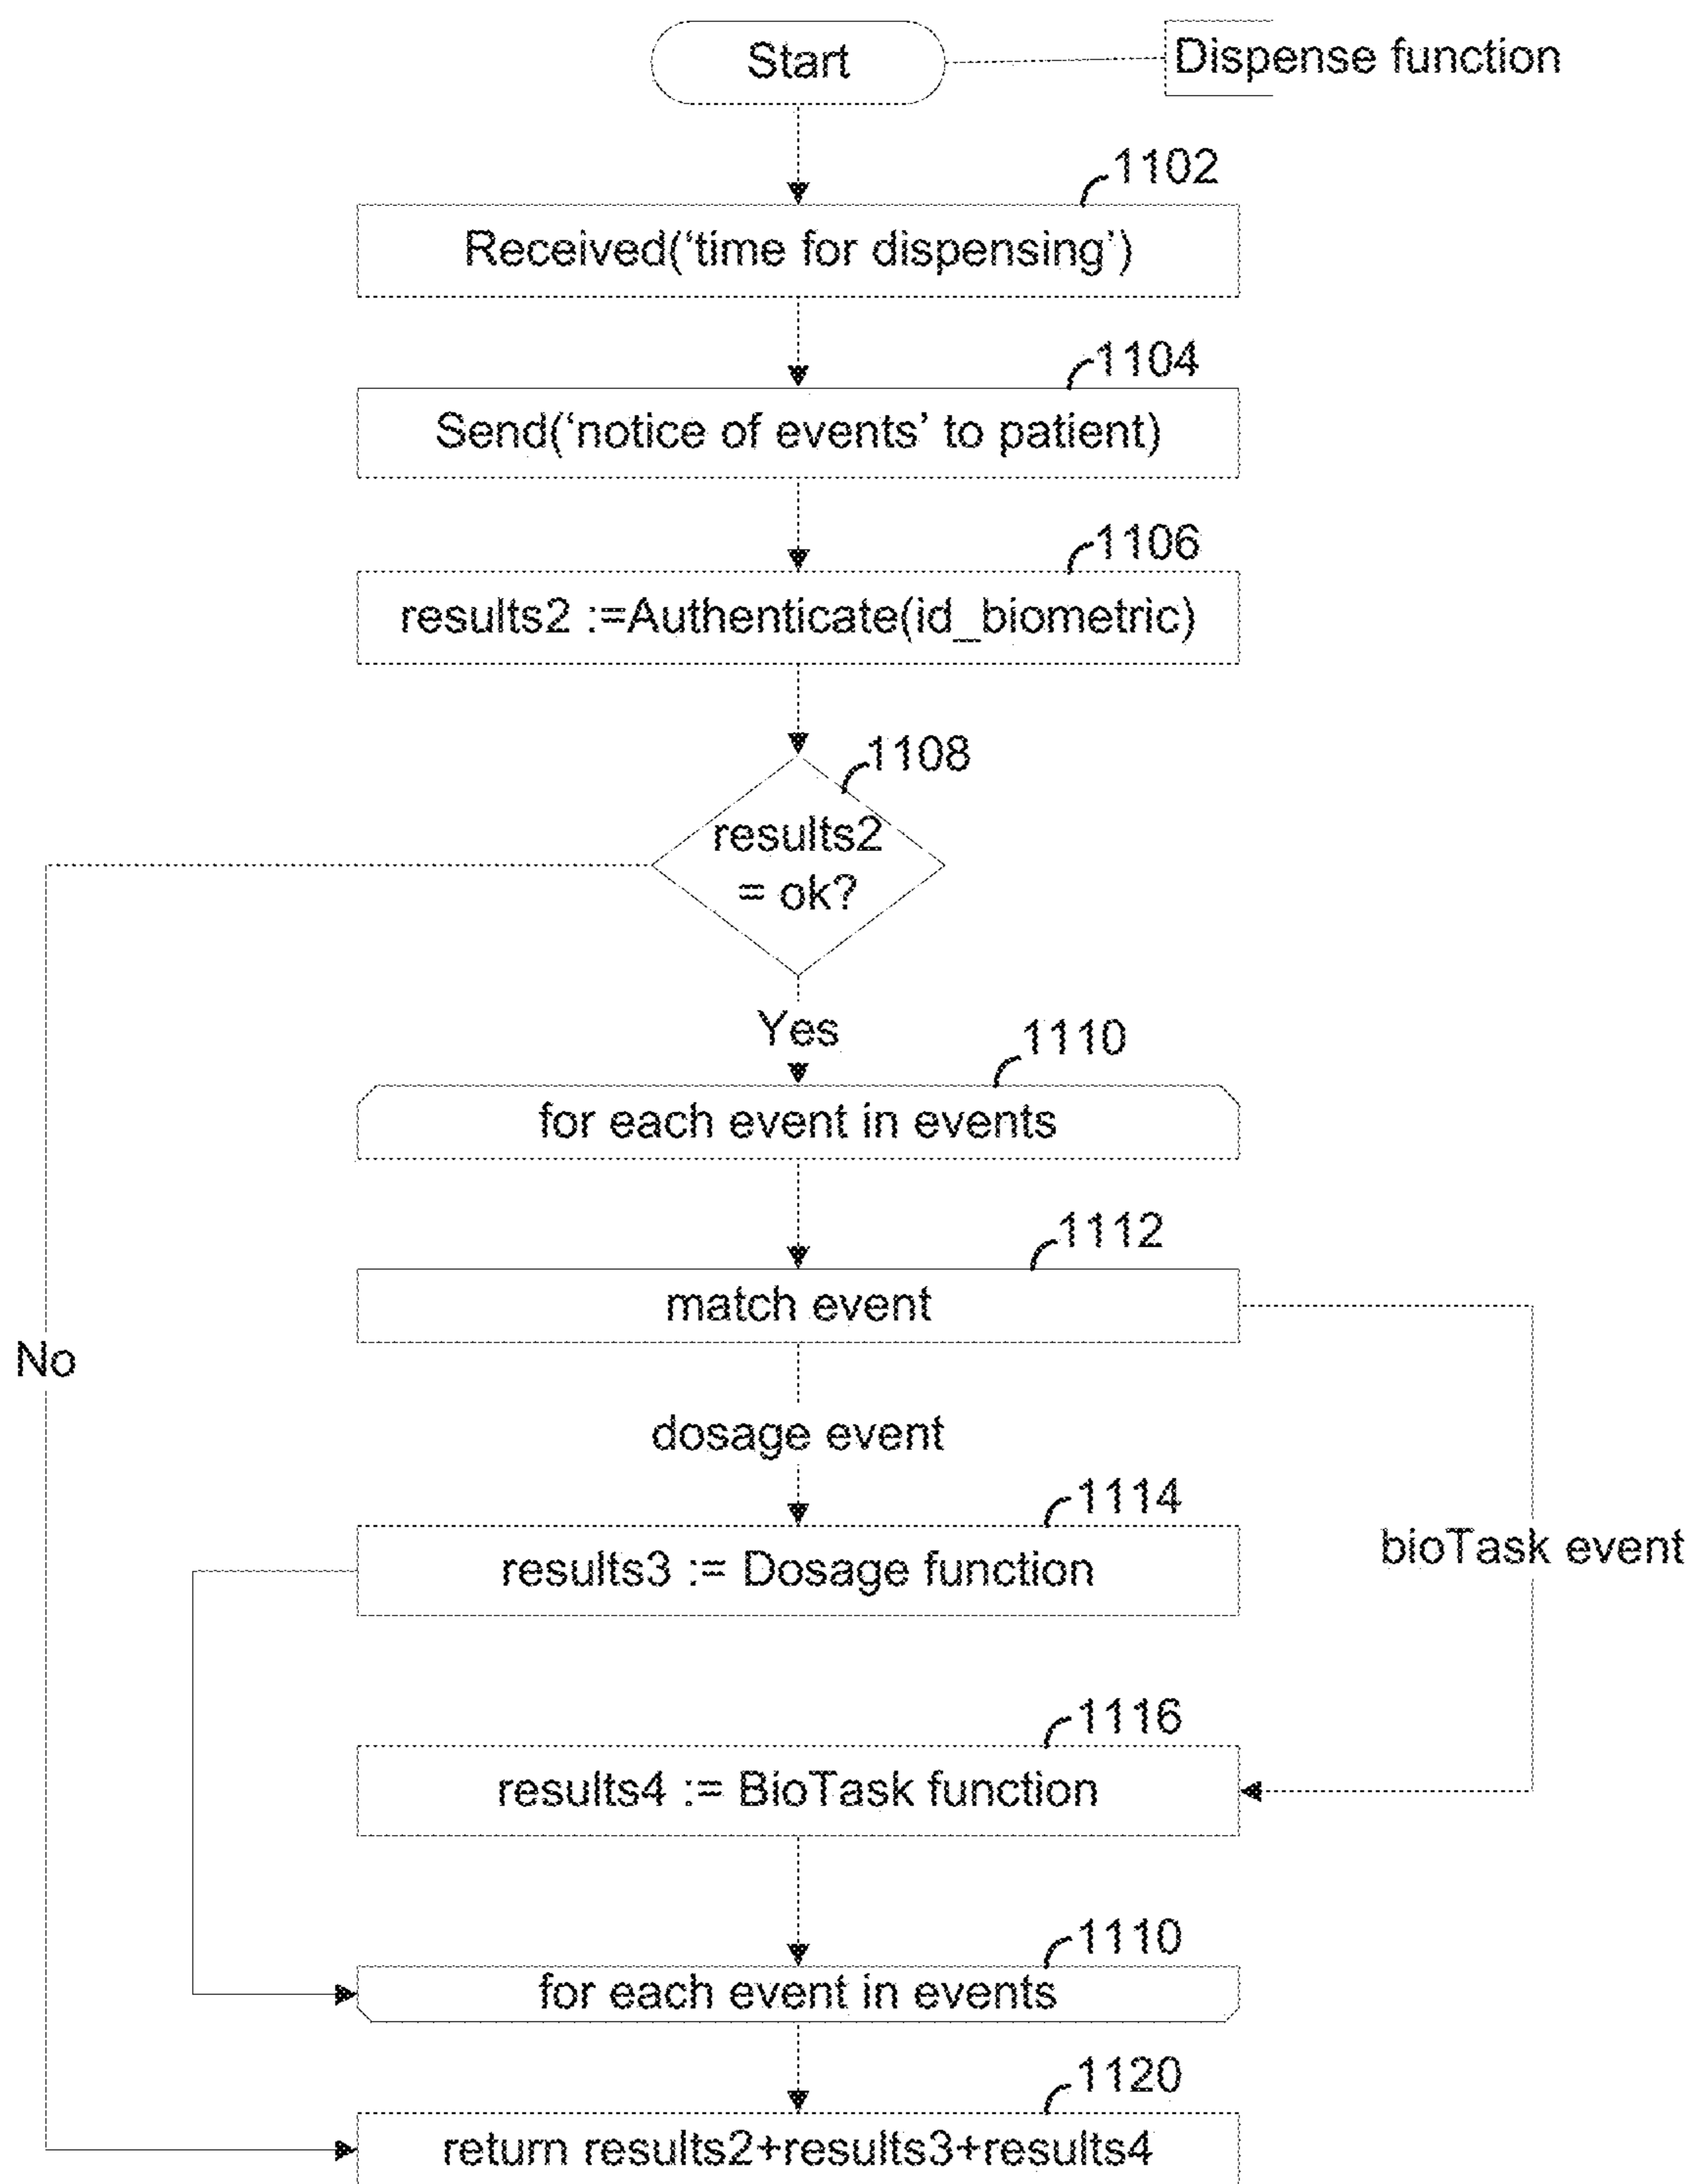 Start
Dispense function
1102
Received(‘time for dispensing’)
1104
Send(‘notice of events’ to patient)
1106
results2 :=Authenticate(id_biometric)
1108
results2
= ok?
Yes
1110
for each event in events
1112
match event
No
dosage event
1114
bioTask event
results3 := Dosage function
1116
results4 := BioTask function
1110
for each event in events
1120
return results2+results3+results4